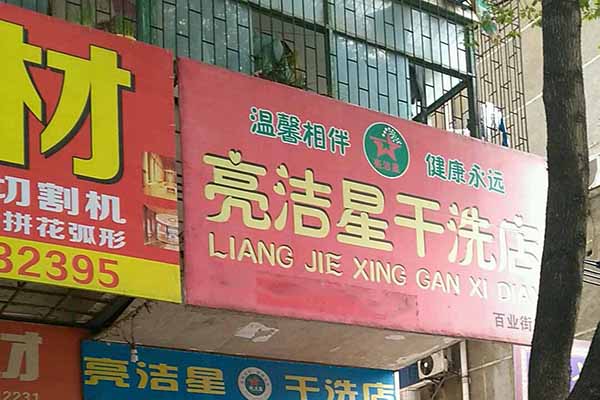 材
切割机
拼花弧形
32395
温馨相伴
健康永远
亮洁星干洗店
LIANG JIE XING GAN XI DIAN
百业街
亮洁星 干洗店
材
2231